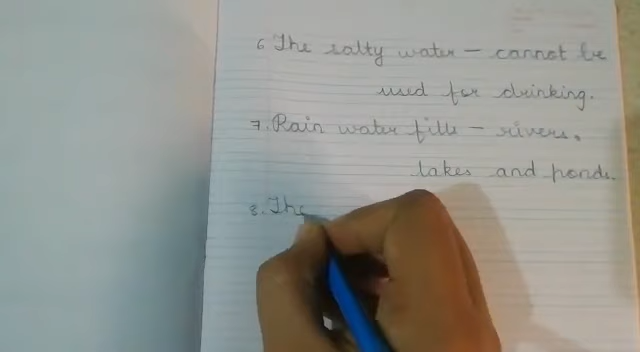 6 The salty water — cannot be
used for drinking.
7. Rain water fills — rivers,
lakes and ponds.
8. The